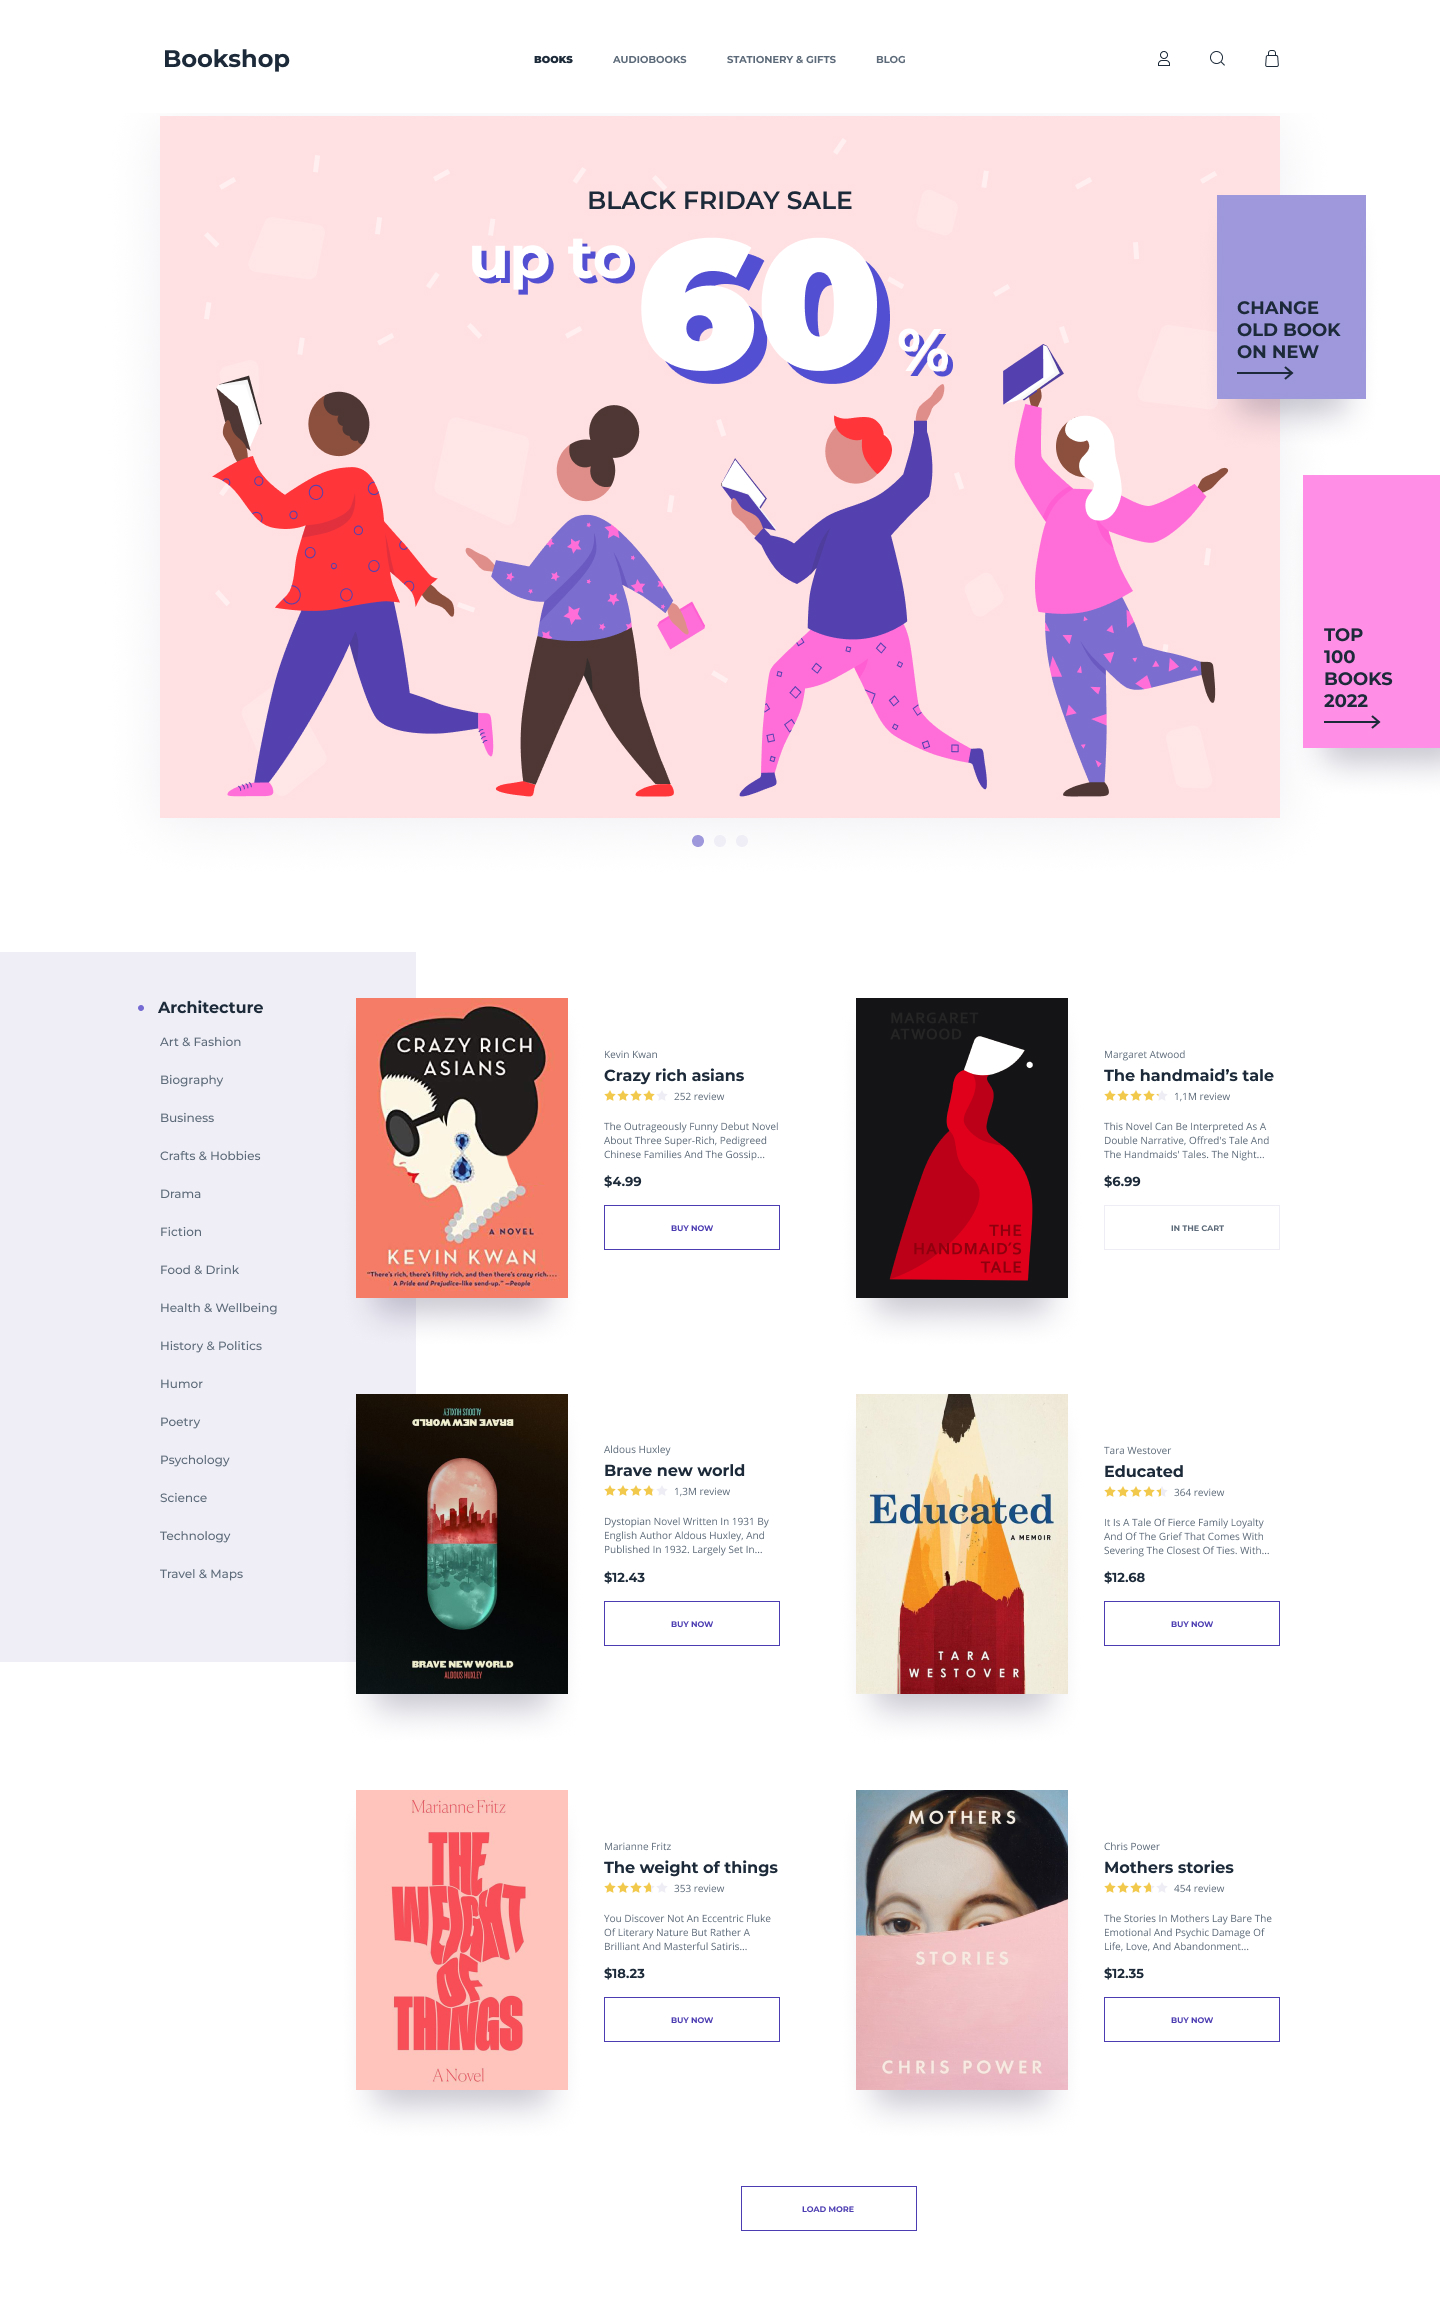 Bookshop
BOOKS
AUDIOBOOKS
STATIONERY & GIFTS
BLOG
BLACK FRIDAY SALE
up to 60 %
CHANGE
OLD BOOK
ON NEW
TOP
100
BOOKS
2022
Architecture
Art & Fashion
Biography
Business
Crafts & Hobbies
Drama
Fiction
Food & Drink
Health & Wellbeing
History & Politics
Humor
Poetry
Psychology
Science
Technology
Travel & Maps
CRAZY RICH
ASIANS
A NOVEL
KEVIN KWAN
"There's rich, there's filthy rich, and then there's crazy rich....
A Pride and Prejudice-like send-up." —People
Kevin Kwan
Crazy rich asians
252 review
The Outrageously Funny Debut Novel
About Three Super-Rich, Pedigreed
Chinese Families And The Gossip...
$4.99
BUY NOW
MARGARET
ATWOOD
THE
HANDMAID'S
TALE
Margaret Atwood
The handmaid’s tale
1,1M review
This Novel Can Be Interpreted As A
Double Narrative, Offred's Tale And
The Handmaids' Tales. The Night...
$6.99
IN THE CART
ALDOUS HUXLEY
BRAVE NEW WORLD
BRAVE NEW WORLD
ALDOUS HUXLEY
Aldous Huxley
Brave new world
1,3M review
Dystopian Novel Written In 1931 By
English Author Aldous Huxley, And
Published In 1932. Largely Set In...
$12.43
BUY NOW
Educated
A MEMOIR
TARA
WESTOVER
Tara Westover
Educated
364 review
It Is A Tale Of Fierce Family Loyalty
And Of The Grief That Comes With
Severing The Closest Of Ties. With...
$12.68
BUY NOW
Marianne Fritz
THE
WEIGHT
OF
THINGS
A Novel
Marianne Fritz
The weight of things
353 review
You Discover Not An Eccentric Fluke
Of Literary Nature But Rather A
Brilliant And Masterful Satiris...
$18.23
BUY NOW
MOTHERS
STORIES
CHRIS POWER
Chris Power
Mothers stories
454 review
The Stories In Mothers Lay Bare The
Emotional And Psychic Damage Of
Life, Love, And Abandonment...
$12.35
BUY NOW
LOAD MORE